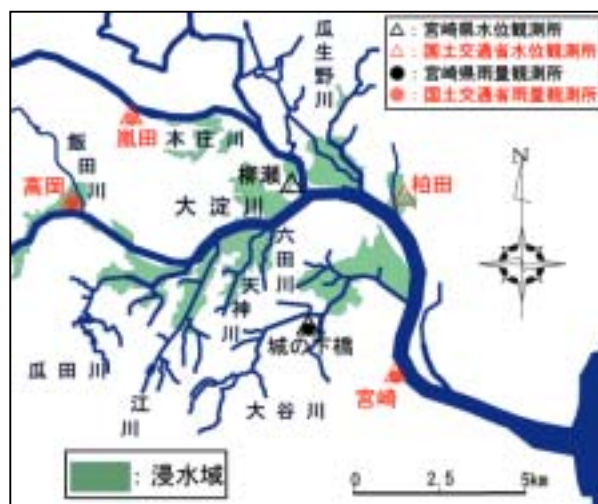 △：宮崎県水位観測所
△：国土交通省水位観測所
●：宮崎県雨量観測所
●：国土交通省雨量観測所
瓜生野川
嵐田
本庄川
飯田川
高岡
柳瀬
柏田
大淀川
N
六田川
天神川
城の下橋
瓜田川
江川
大谷川
宮崎
：浸水域
0 2.5 5km